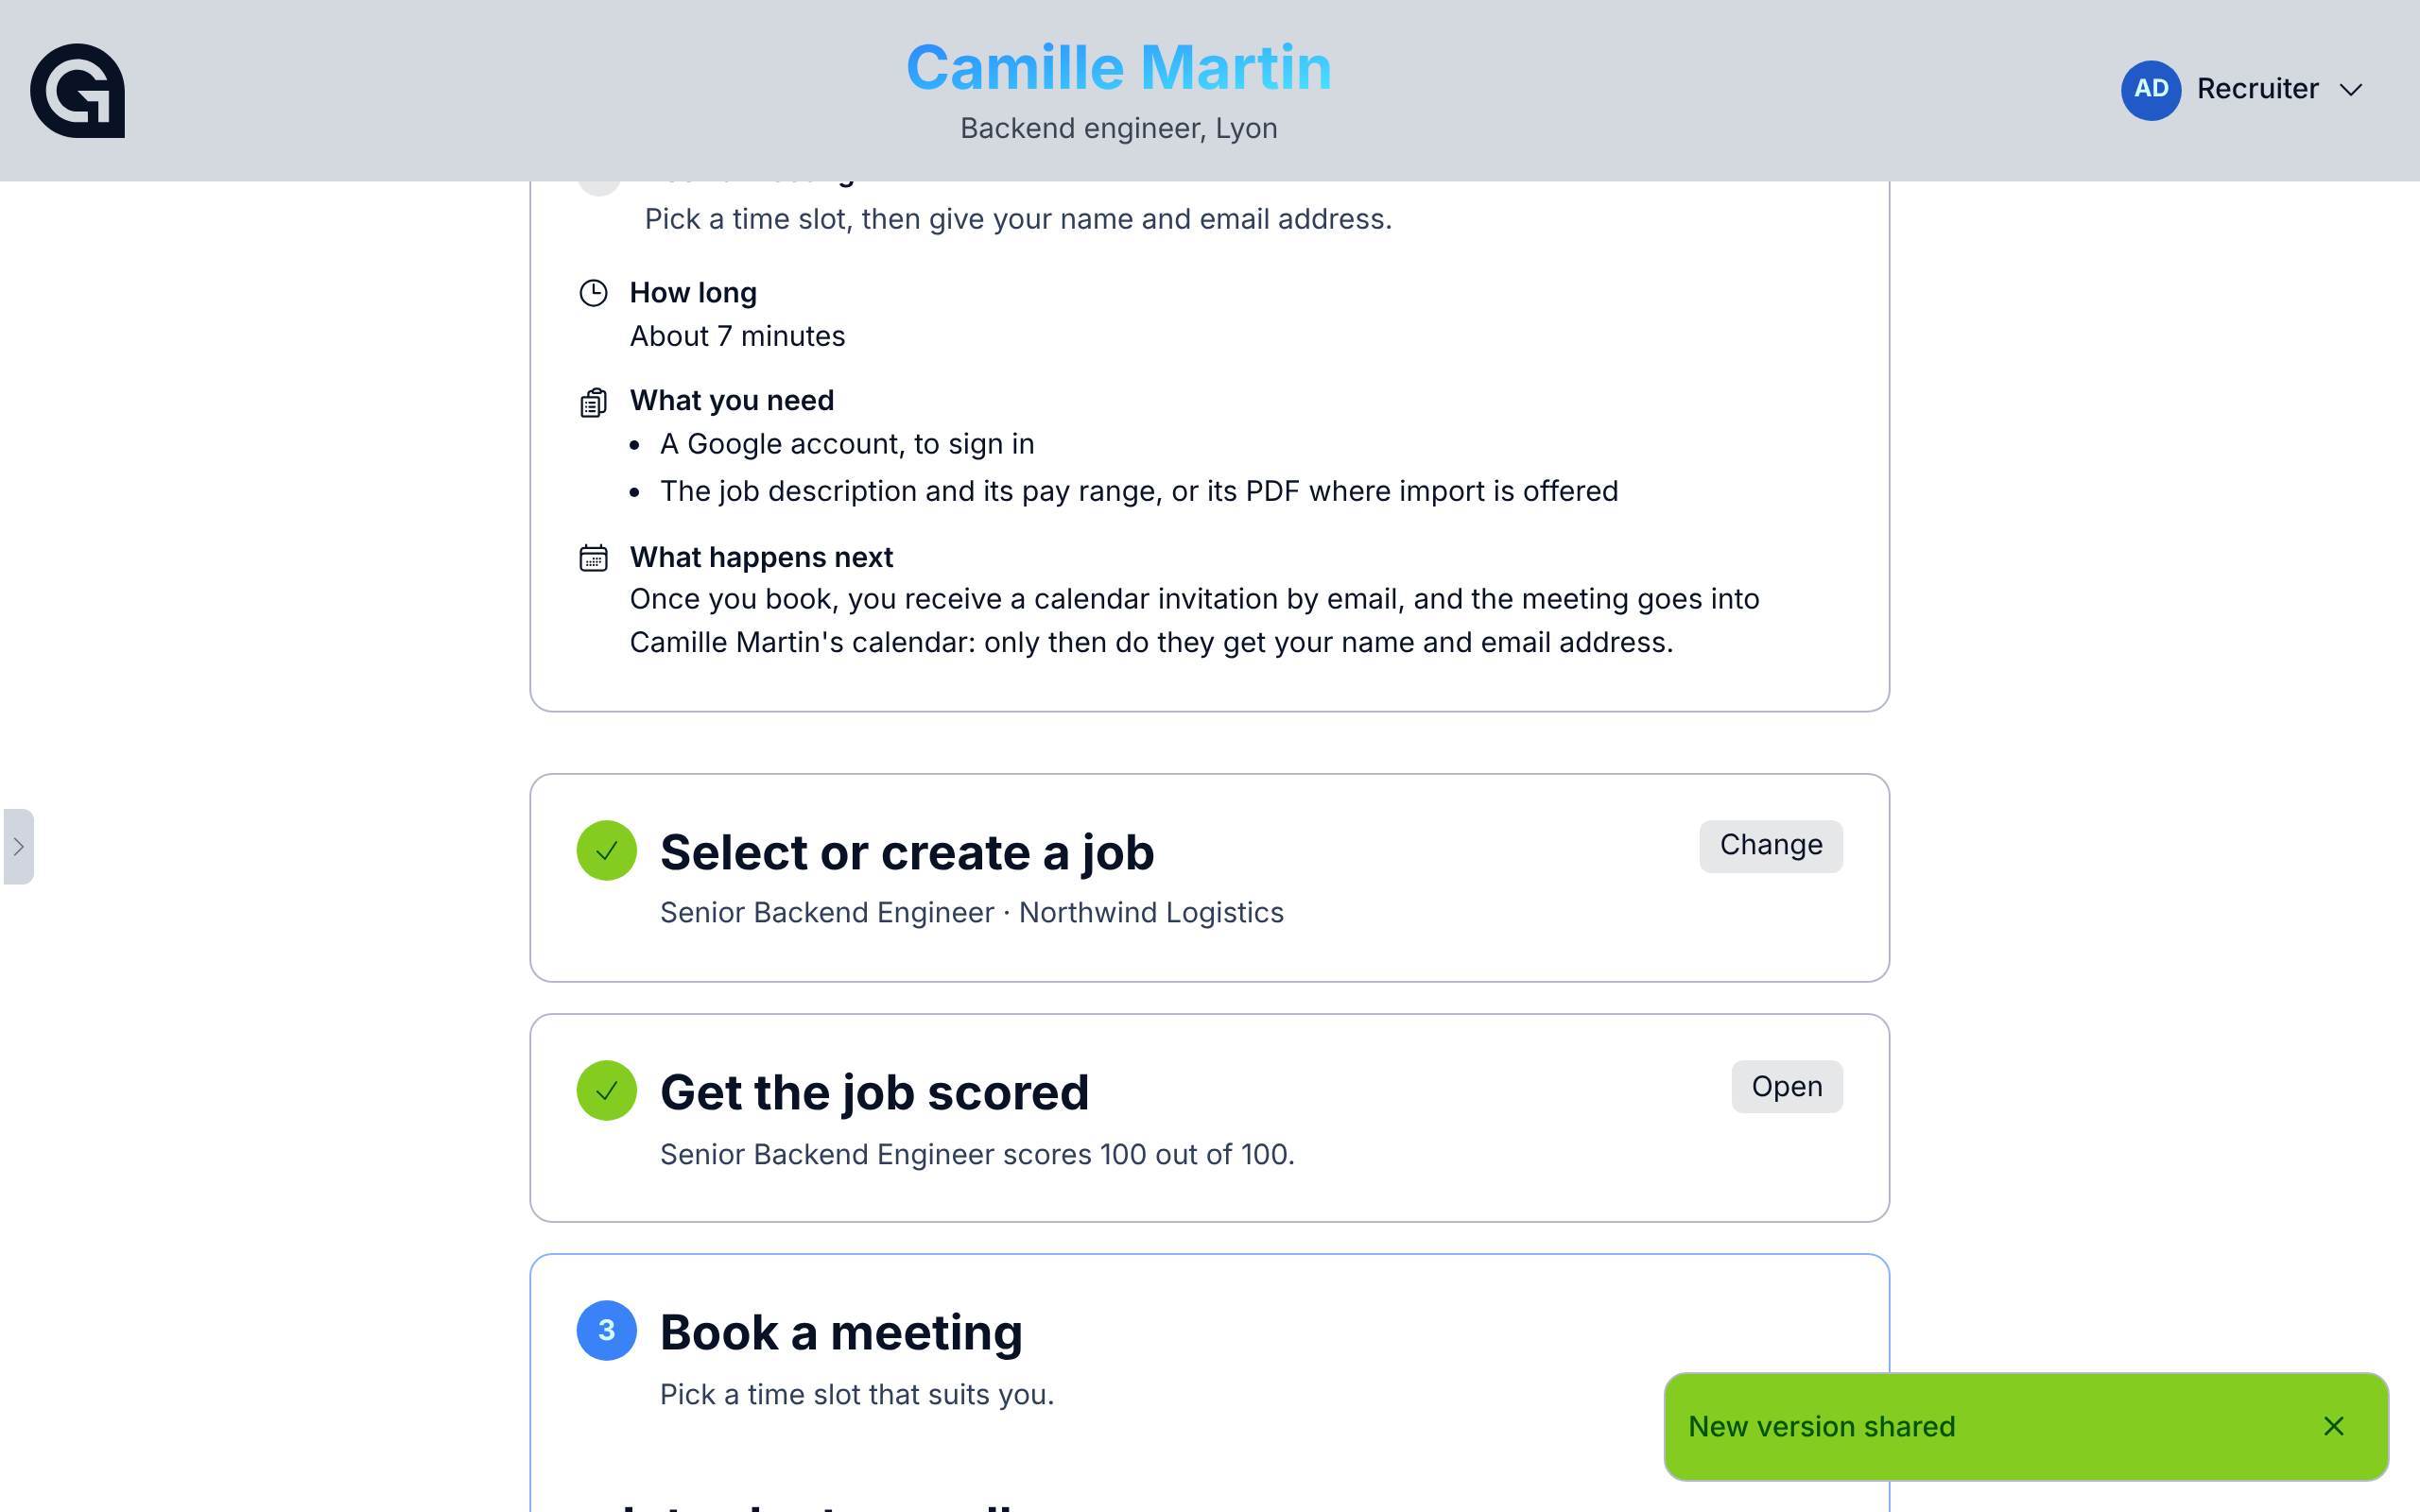 Camille Martin
Backend engineer, Lyon
AD
Recruiter
Pick a time slot, then give your name and email address.
How long
About 7 minutes
What you need
• A Google account, to sign in
• The job description and its pay range, or its PDF where import is offered
What happens next
Once you book, you receive a calendar invitation by email, and the meeting goes into
Camille Martin's calendar: only then do they get your name and email address.
Select or create a job
Change
Senior Backend Engineer · Northwind Logistics
Get the job scored
Open
Senior Backend Engineer scores 100 out of 100.
3
Book a meeting
Pick a time slot that suits you.
New version shared